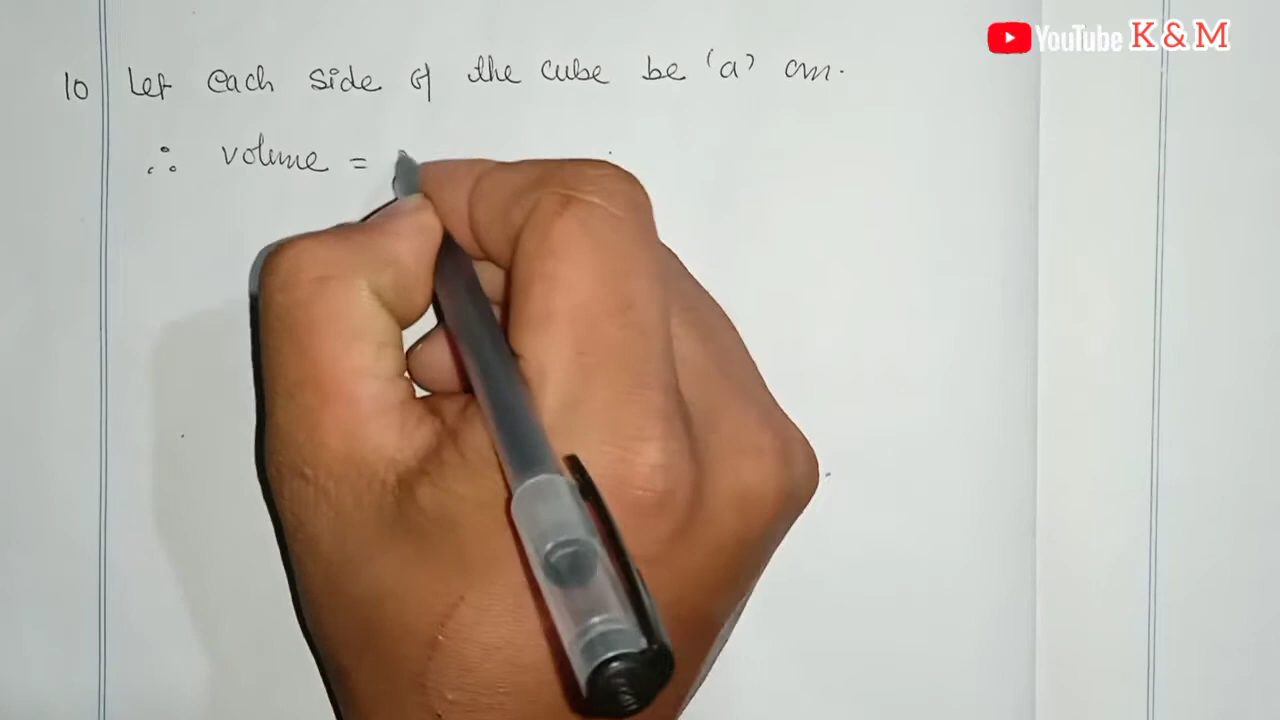 YouTube K & M
10 Let each side of the cube be 'a' cm.
∴ volume =